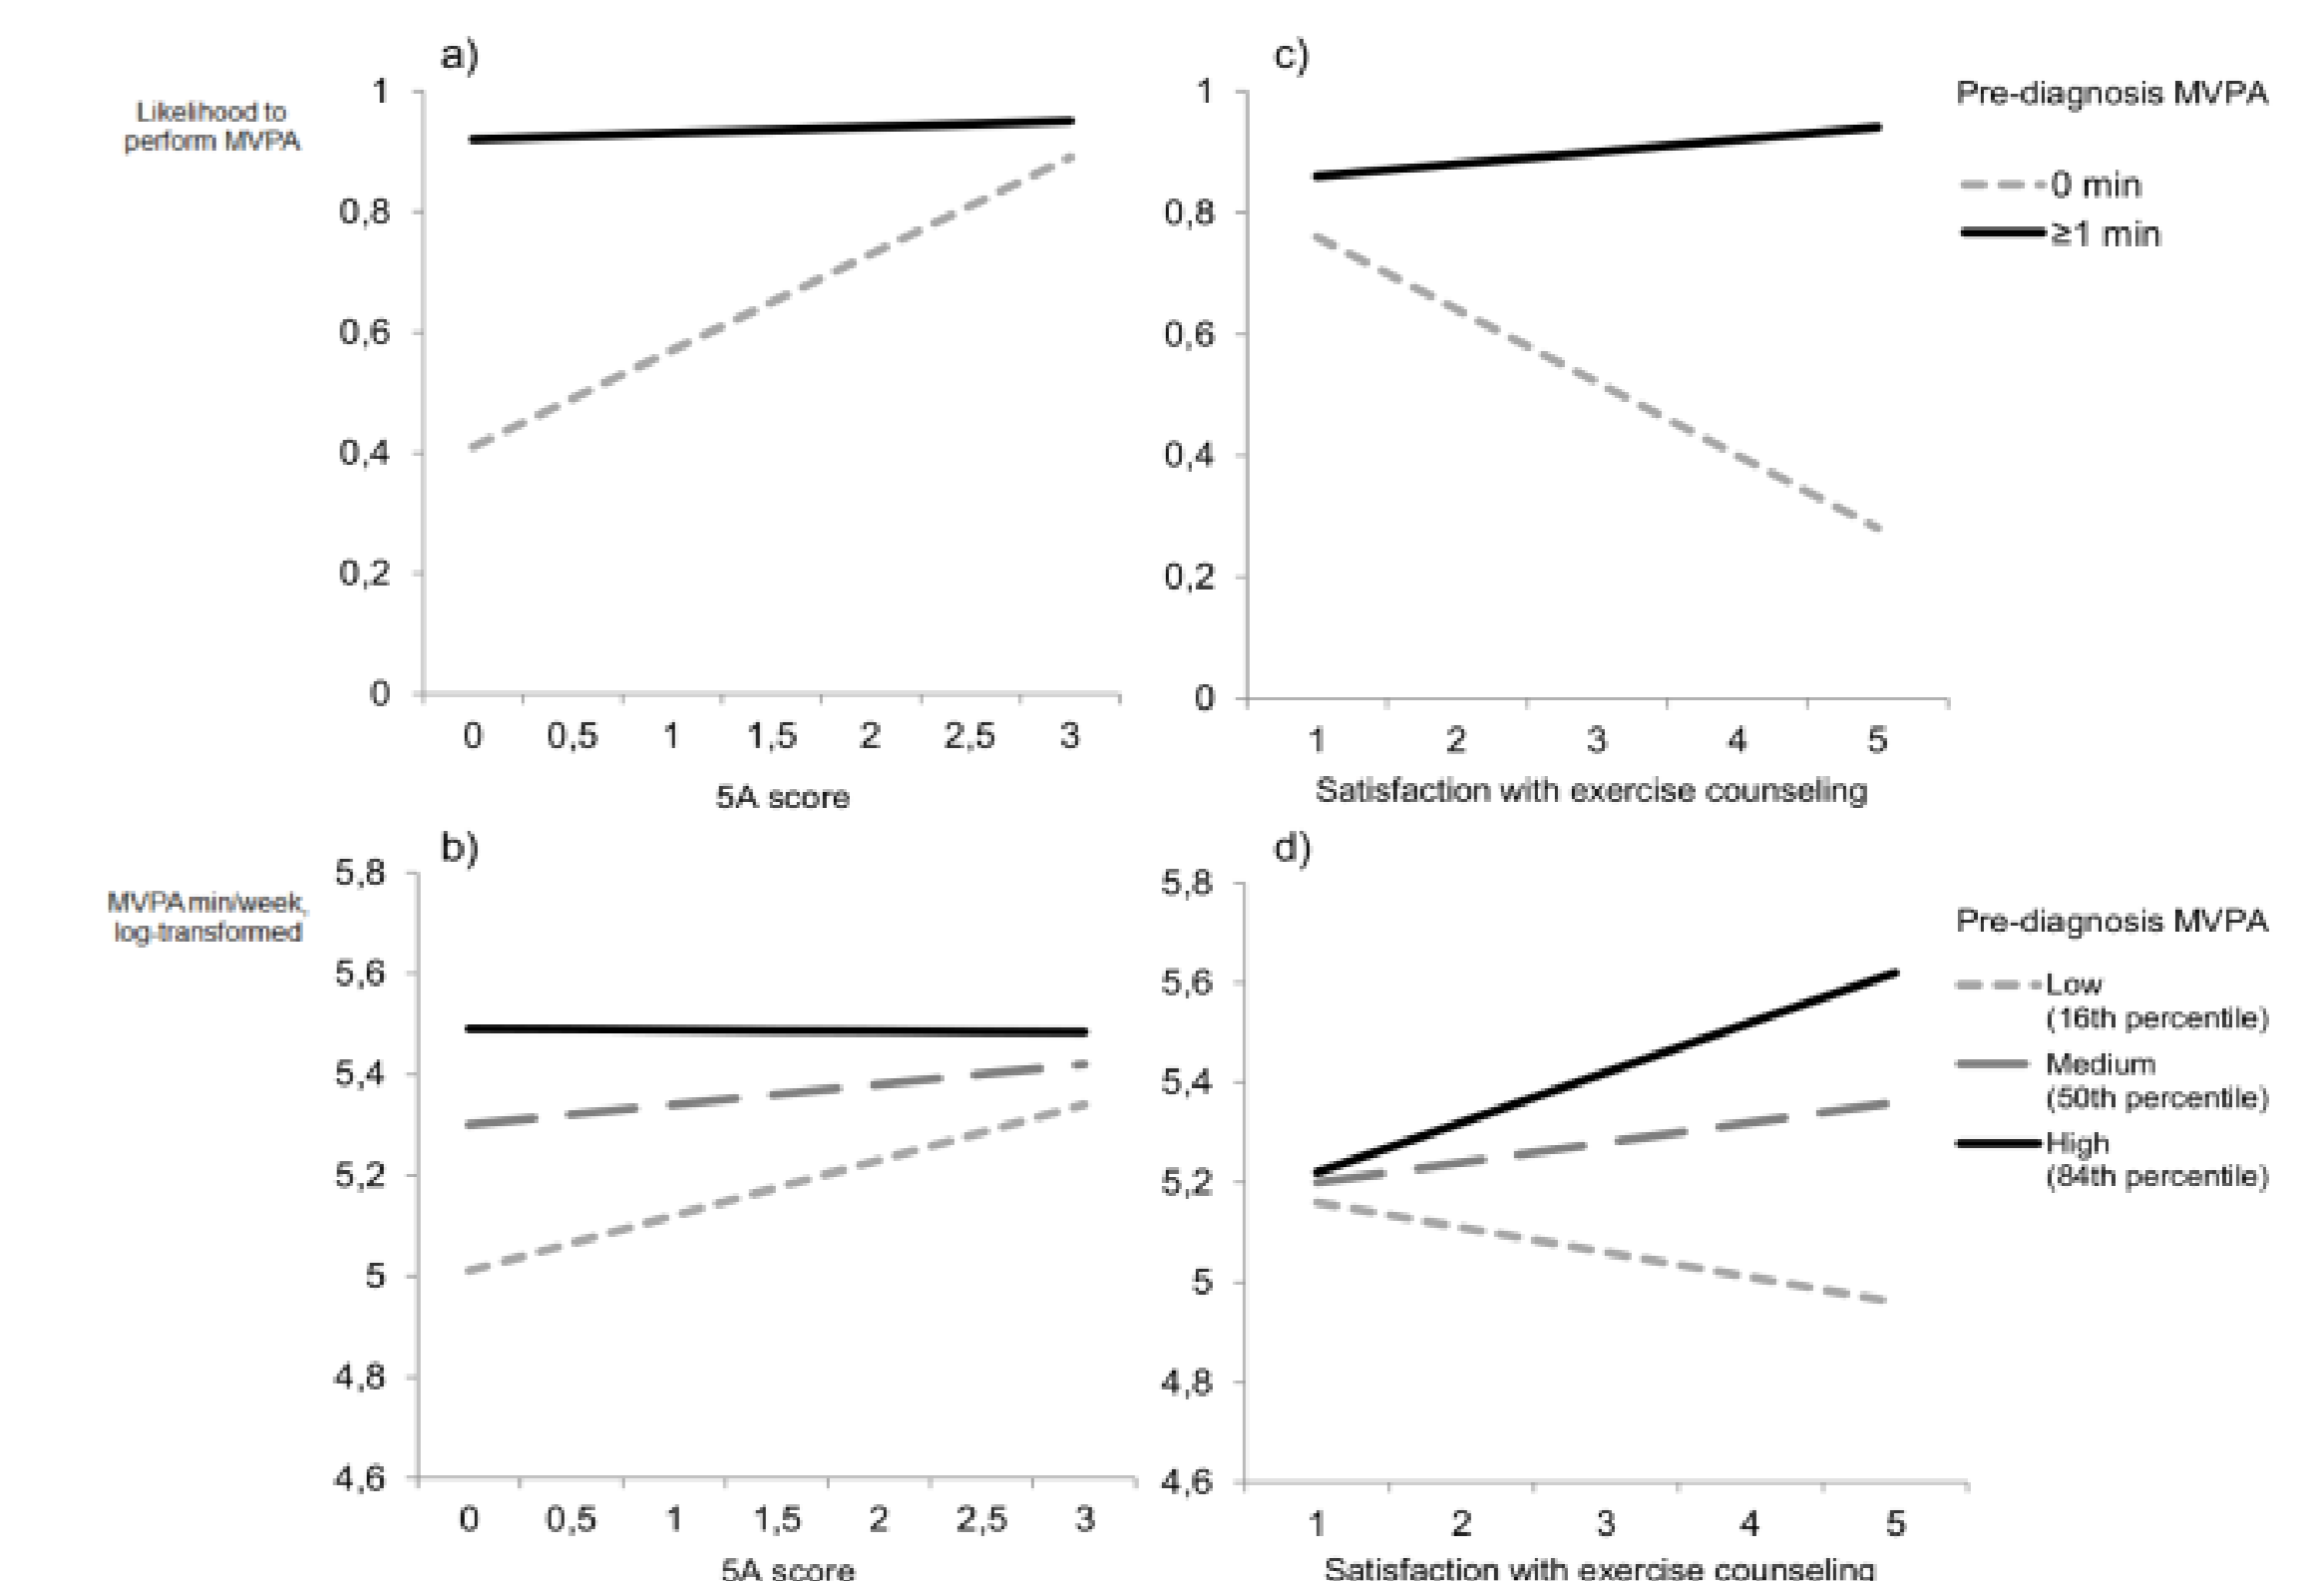 a)
Likelihood to
perform MVPA
1
0,8
0,6
0,4
0,2
0
0 0,5 1 1,5 2 2,5 3
5A score
c)
1
0,8
0,6
0,4
0,2
0
1 2 3 4 5
Satisfaction with exercise counseling
Pre-diagnosis MVPA
0 min
≥1 min
b)
MVPA min/week,
log-transformed
5,8
5,6
5,4
5,2
5
4,8
4,6
0 0,5 1 1,5 2 2,5 3
5A score
d)
5,8
5,6
5,4
5,2
5
4,8
4,6
1 2 3 4 5
Satisfaction with exercise counseling
Pre-diagnosis MVPA
Low
(16th percentile)
Medium
(50th percentile)
High
(84th percentile)